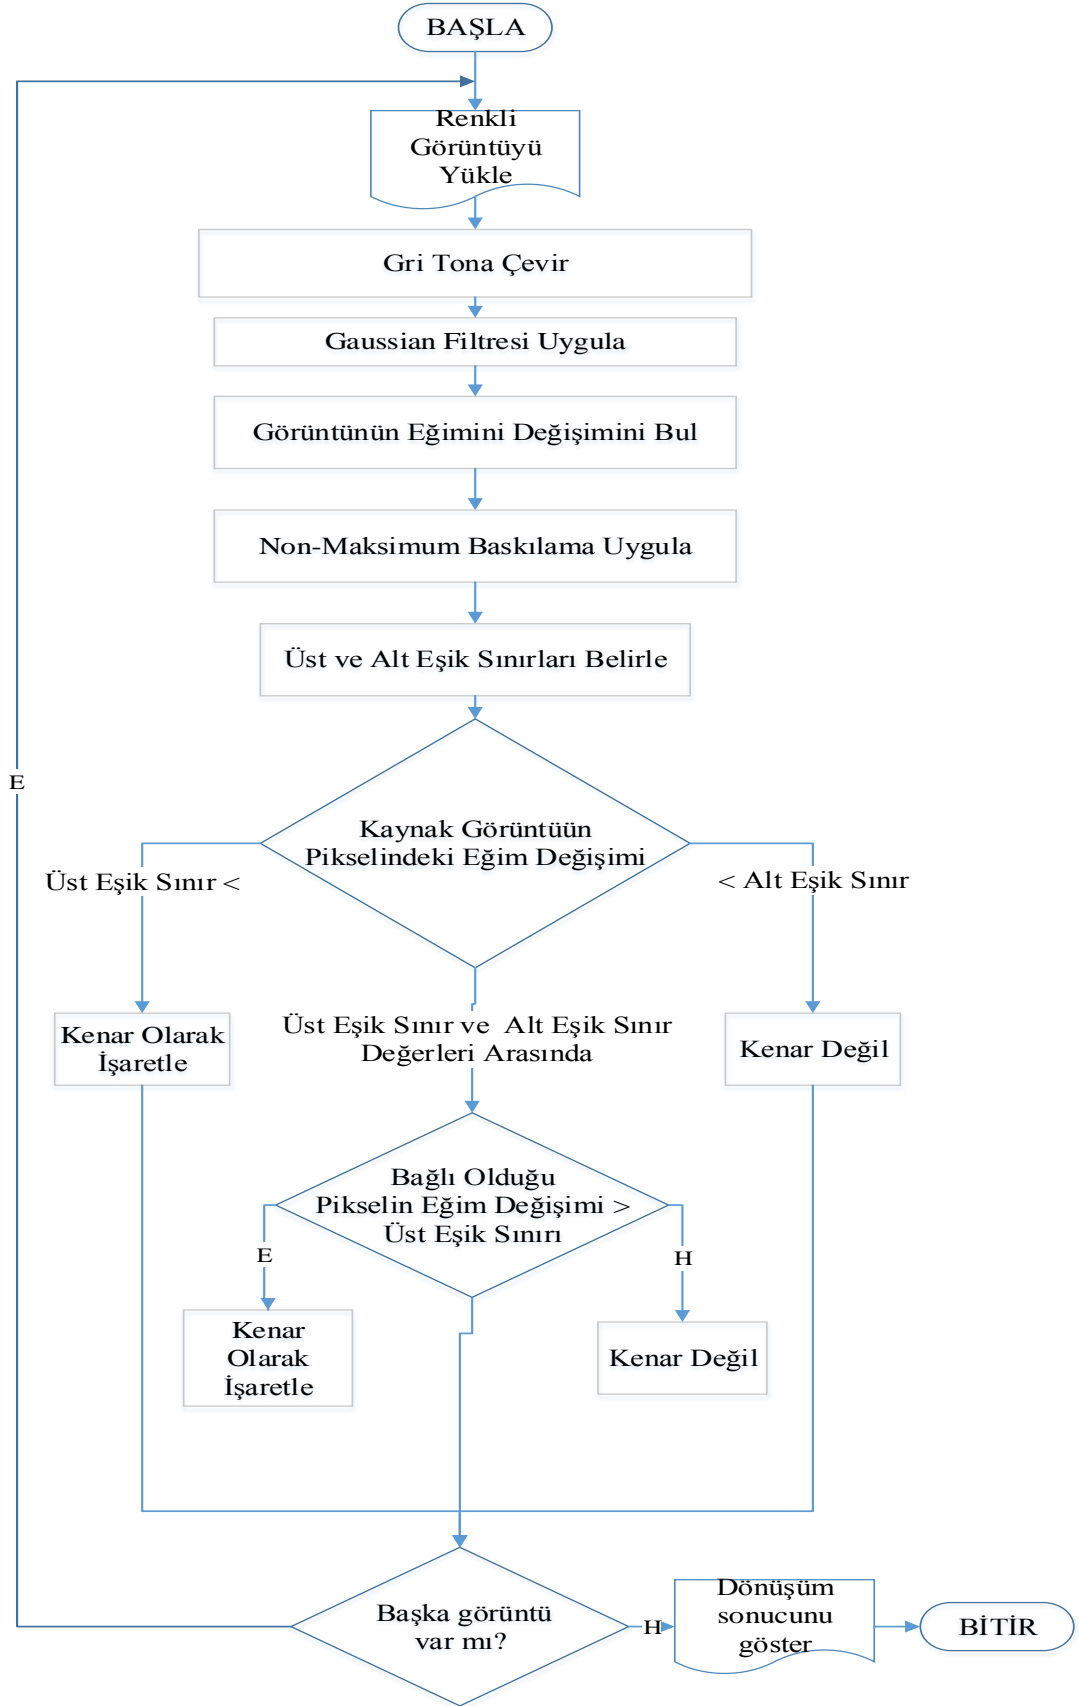 BAŞLA
Renkli
Görüntüyü
Yükle
Gri Tona Çevir
Gaussian Filtresi Uygula
Görüntünün Eğimini Değişimini Bul
Non-Maksimum Baskılama Uygula
Üst ve Alt Eşik Sınırları Belirle
E
Kaynak Görüntüün
Pikselindeki Eğim Değişimi
Üst Eşik Sınır <
< Alt Eşik Sınır
Kenar Olarak
İşaretle
Üst Eşik Sınır ve Alt Eşik Sınır
Değerleri Arasında
Kenar Değil
Bağlı Olduğu
Pikselin Eğim Değişimi >
Üst Eşik Sınırı
E
H
Kenar
Olarak
İşaretle
Kenar Değil
Başka görüntü
var mı?
H
Dönüşüm
sonucunu
göster
BİTİR